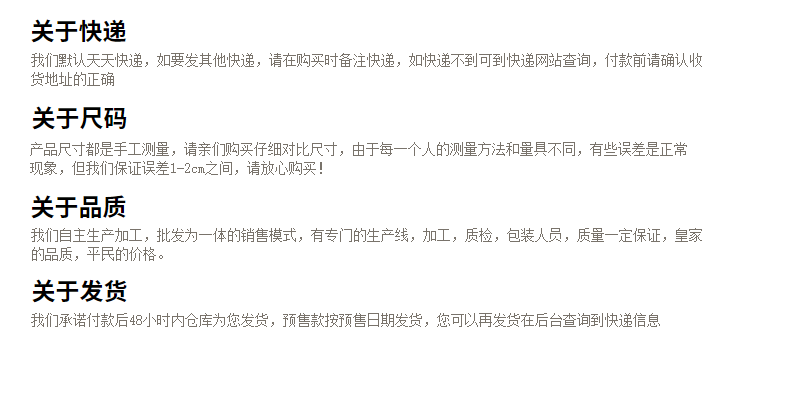 关于快递
我们默认天天快递，如要发其他快递，请在购买时备注快递，如快递不到可到快递网站查询，付款前请确认收
货地址的正确
关于尺码
产品尺寸都是手工测量，请亲们购买仔细对比尺寸，由于每一个人的测量方法和量具不同，有些误差是正常
现象，但我们保证误差1-2cm之间，请放心购买！
关于品质
我们自主生产加工，批发为一体的销售模式，有专门的生产线，加工，质检，包装人员，质量一定保证，皇家
的品质，平民的价格。
关于发货
我们承诺付款后48小时内仓库为您发货，预售款按预售日期发货，您可以再发货在后台查询到快递信息